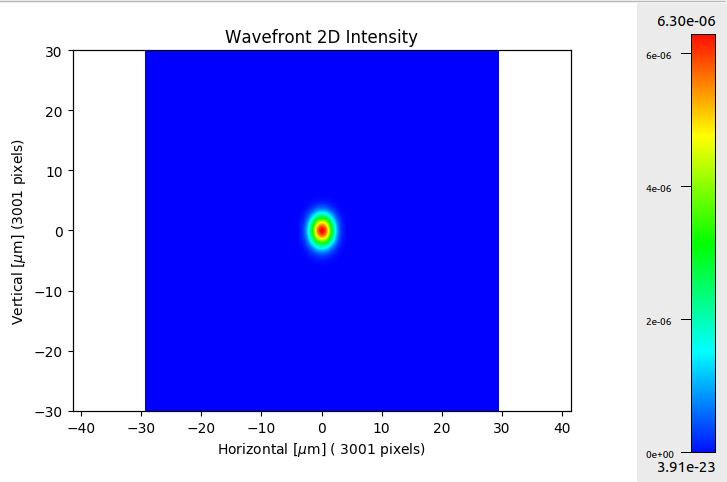 Wavefront 2D Intensity
6.30e-06
30
20
10
0
−10
−20
−30
Vertical [μm] (3001 pixels)
−40
−30
−20
−10
0
10
20
30
40
Horizontal [μm] ( 3001 pixels)
6e-06
4e-06
2e-06
0e+00
3.91e-23